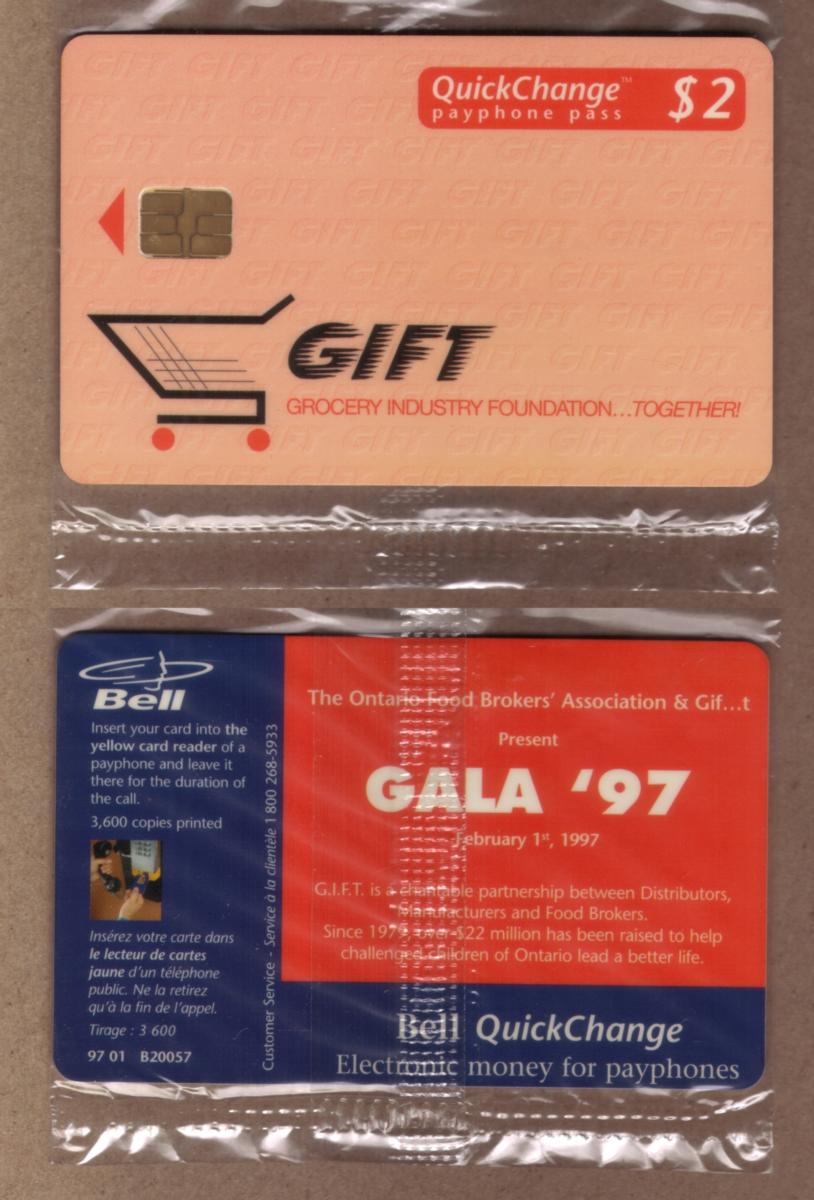 QuickChange™ $2
payphone pass
GIFT
GROCERY INDUSTRY FOUNDATION...TOGETHER!
Bell
Insert your card into the
yellow card reader of a
payphone and leave it
there for the duration of
the call.
3,600 copies printed
Insérez votre carte dans
le lecteur de cartes
jaune d'un téléphone
public. Ne la retirez
qu'à la fin de l'appel.
Tirage : 3 600
97 01 B20057
Customer Service - Service à la clientèle 1 800 268-5933
The Ontario Food Brokers' Association & Gif...t
Present
GALA '97
February 1st, 1997
G.I.F.T. is a charitable partnership between Distributors,
Manufacturers and Food Brokers.
Since 1979, over $22 million has been raised to help
challenged children of Ontario lead a better life.
Bell QuickChange
Electronic money for payphones